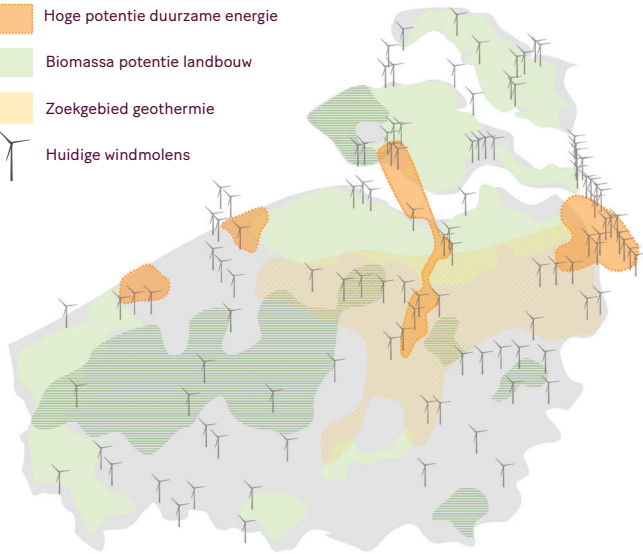 Hoge potentie duurzame energie
Biomassa potentie landbouw
Zoekgebied geothermie
Huidige windmolens